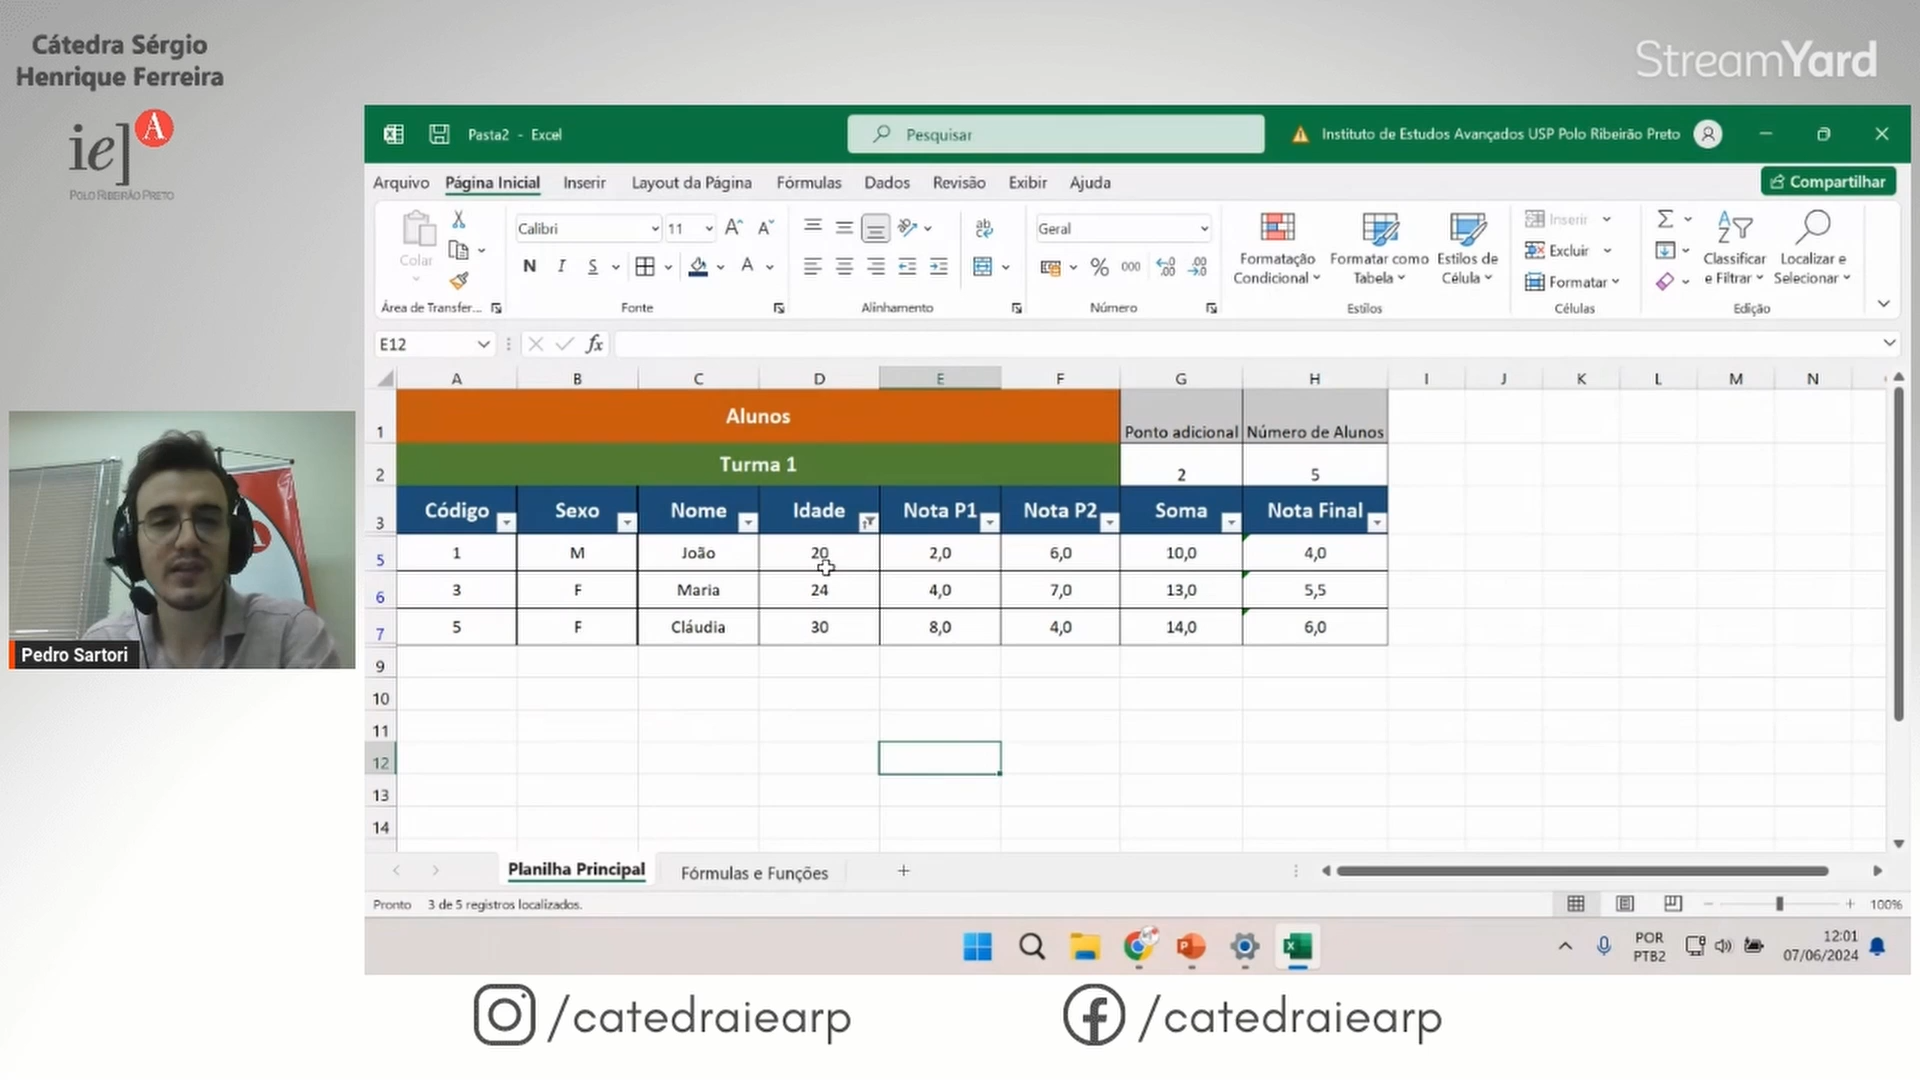 Cátedra Sérgio
Henrique Ferreira
ie] A
POLO RIBEIRÃO PRETO
StreamYard
Pasta2 - Excel
Pesquisar
Instituto de Estudos Avançados USP Polo Ribeirão Preto
Arquivo Página Inicial Inserir Layout da Página Fórmulas Dados Revisão Exibir Ajuda
Compartilhar
Colar
Calibri 11
N I S
ab
Geral
% 000
Formatação
Condicional
Formatar como
Tabela
Estilos de
Célula
Inserir
Excluir
Formatar
Classificar
e Filtrar
Localizar e
Selecionar
Área de Transfer... Fonte Alinhamento Número Estilos Células Edição
E12 fx
A B C D E F G H I J K L M N
1 Alunos Ponto adicional Número de Alunos
2 Turma 1 2 5
3 Código Sexo Nome Idade Nota P1 Nota P2 Soma Nota Final
5 1 M João 20 2,0 6,0 10,0 4,0
6 3 F Maria 24 4,0 7,0 13,0 5,5
7 5 F Cláudia 30 8,0 4,0 14,0 6,0
9
10
11
12
13
14
Pedro Sartori
Planilha Principal Fórmulas e Funções +
Pronto 3 de 5 registros localizados. 100%
POR
PTB2
12:01
07/06/2024
/catedraiearp
/catedraiearp